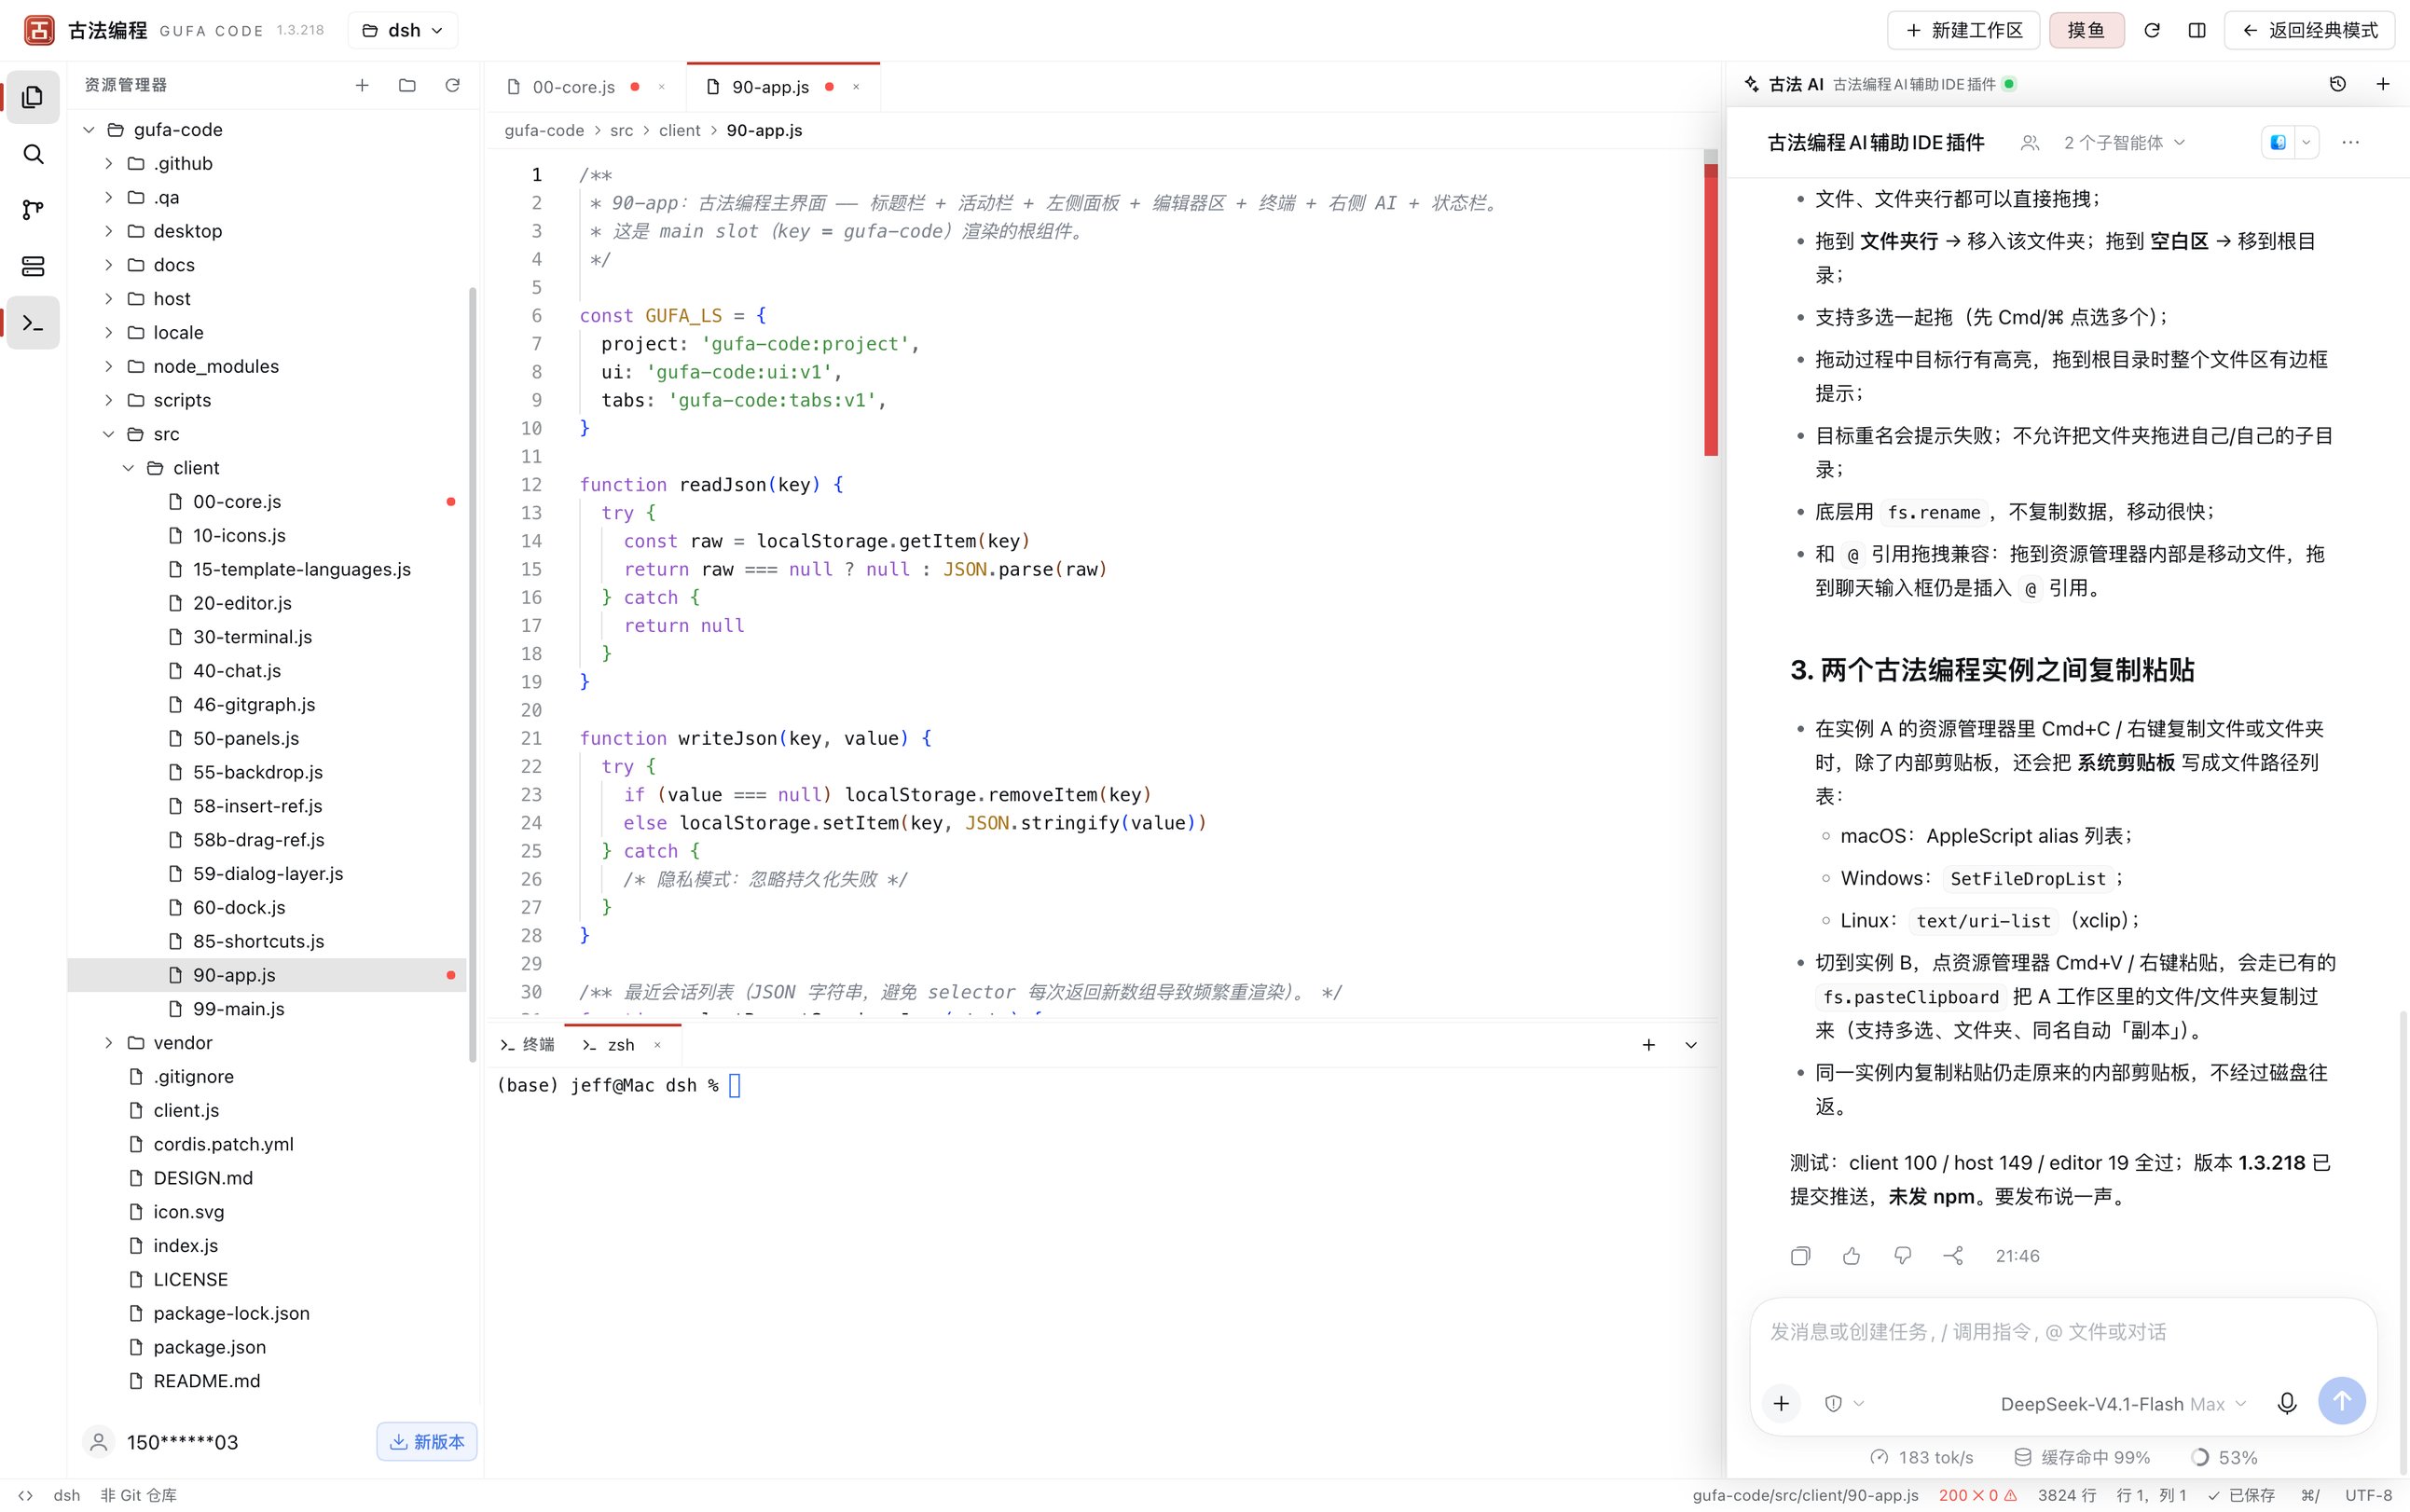 古法编程 GUFA CODE 1.3.218 dsh
新建工作区 摸鱼 返回经典模式
资源管理器
gufa-code
.github
.qa
desktop
docs
host
locale
node_modules
scripts
src
client
00-core.js
10-icons.js
15-template-languages.js
20-editor.js
30-terminal.js
40-chat.js
46-gitgraph.js
50-panels.js
55-backdrop.js
58-insert-ref.js
58b-drag-ref.js
59-dialog-layer.js
60-dock.js
85-shortcuts.js
90-app.js
99-main.js
vendor
.gitignore
client.js
cordis.patch.yml
DESIGN.md
icon.svg
index.js
LICENSE
package-lock.json
package.json
README.md
150******03 新版本
00-core.js × 90-app.js ×
gufa-code > src > client > 90-app.js
1 /**
2 * 90-app：古法编程主界面 —— 标题栏 + 活动栏 + 左侧面板 + 编辑器区 + 终端 + 右侧 AI + 状态栏。
3 * 这是 main slot（key = gufa-code）渲染的根组件。
4 */
5
6 const GUFA_LS = {
7 project: 'gufa-code:project',
8 ui: 'gufa-code:ui:v1',
9 tabs: 'gufa-code:tabs:v1',
10 }
11
12 function readJson(key) {
13 try {
14 const raw = localStorage.getItem(key)
15 return raw === null ? null : JSON.parse(raw)
16 } catch {
17 return null
18 }
19 }
20
21 function writeJson(key, value) {
22 try {
23 if (value === null) localStorage.removeItem(key)
24 else localStorage.setItem(key, JSON.stringify(value))
25 } catch {
26 /* 隐私模式：忽略持久化失败 */
27 }
28 }
29
30 /** 最近会话列表（JSON 字符串，避免 selector 每次返回新数组导致频繁重渲染）。 */
终端 zsh ×
(base) jeff@Mac dsh %
古法 AI 古法编程AI辅助IDE插件
古法编程AI辅助IDE插件 2 个子智能体
文件、文件夹行都可以直接拖拽；
拖到 文件夹行 → 移入该文件夹；拖到 空白区 → 移到根目
录；
支持多选一起拖（先 Cmd/⌘ 点选多个）；
拖动过程中目标行有高亮，拖到根目录时整个文件区有边框
提示；
目标重名会提示失败；不允许把文件夹拖进自己/自己的子目
录；
底层用 fs.rename ，不复制数据，移动很快；
和 @ 引用拖拽兼容：拖到资源管理器内部是移动文件，拖
到聊天输入框仍是插入 @ 引用。
3. 两个古法编程实例之间复制粘贴
在实例 A 的资源管理器里 Cmd+C / 右键复制文件或文件夹
时，除了内部剪贴板，还会把 系统剪贴板 写成文件路径列
表：
macOS：AppleScript alias 列表；
Windows： SetFileDropList ；
Linux： text/uri-list （xclip）；
切到实例 B，点资源管理器 Cmd+V / 右键粘贴，会走已有的
fs.pasteClipboard 把 A 工作区里的文件/文件夹复制过
来（支持多选、文件夹、同名自动「副本」）。
同一实例内复制粘贴仍走原来的内部剪贴板，不经过磁盘往
返。
测试：client 100 / host 149 / editor 19 全过；版本 1.3.218 已
提交推送，未发 npm。要发布说一声。
21:46
发消息或创建任务, / 调用指令, @ 文件或对话
DeepSeek-V4.1-Flash Max
183 tok/s 缓存命中 99% 53%
dsh 非 Git 仓库
gufa-code/src/client/90-app.js 200 × 0 ⚠ 3824 行 行 1，列 1 ✓ 已保存 ⌘/ UTF-8